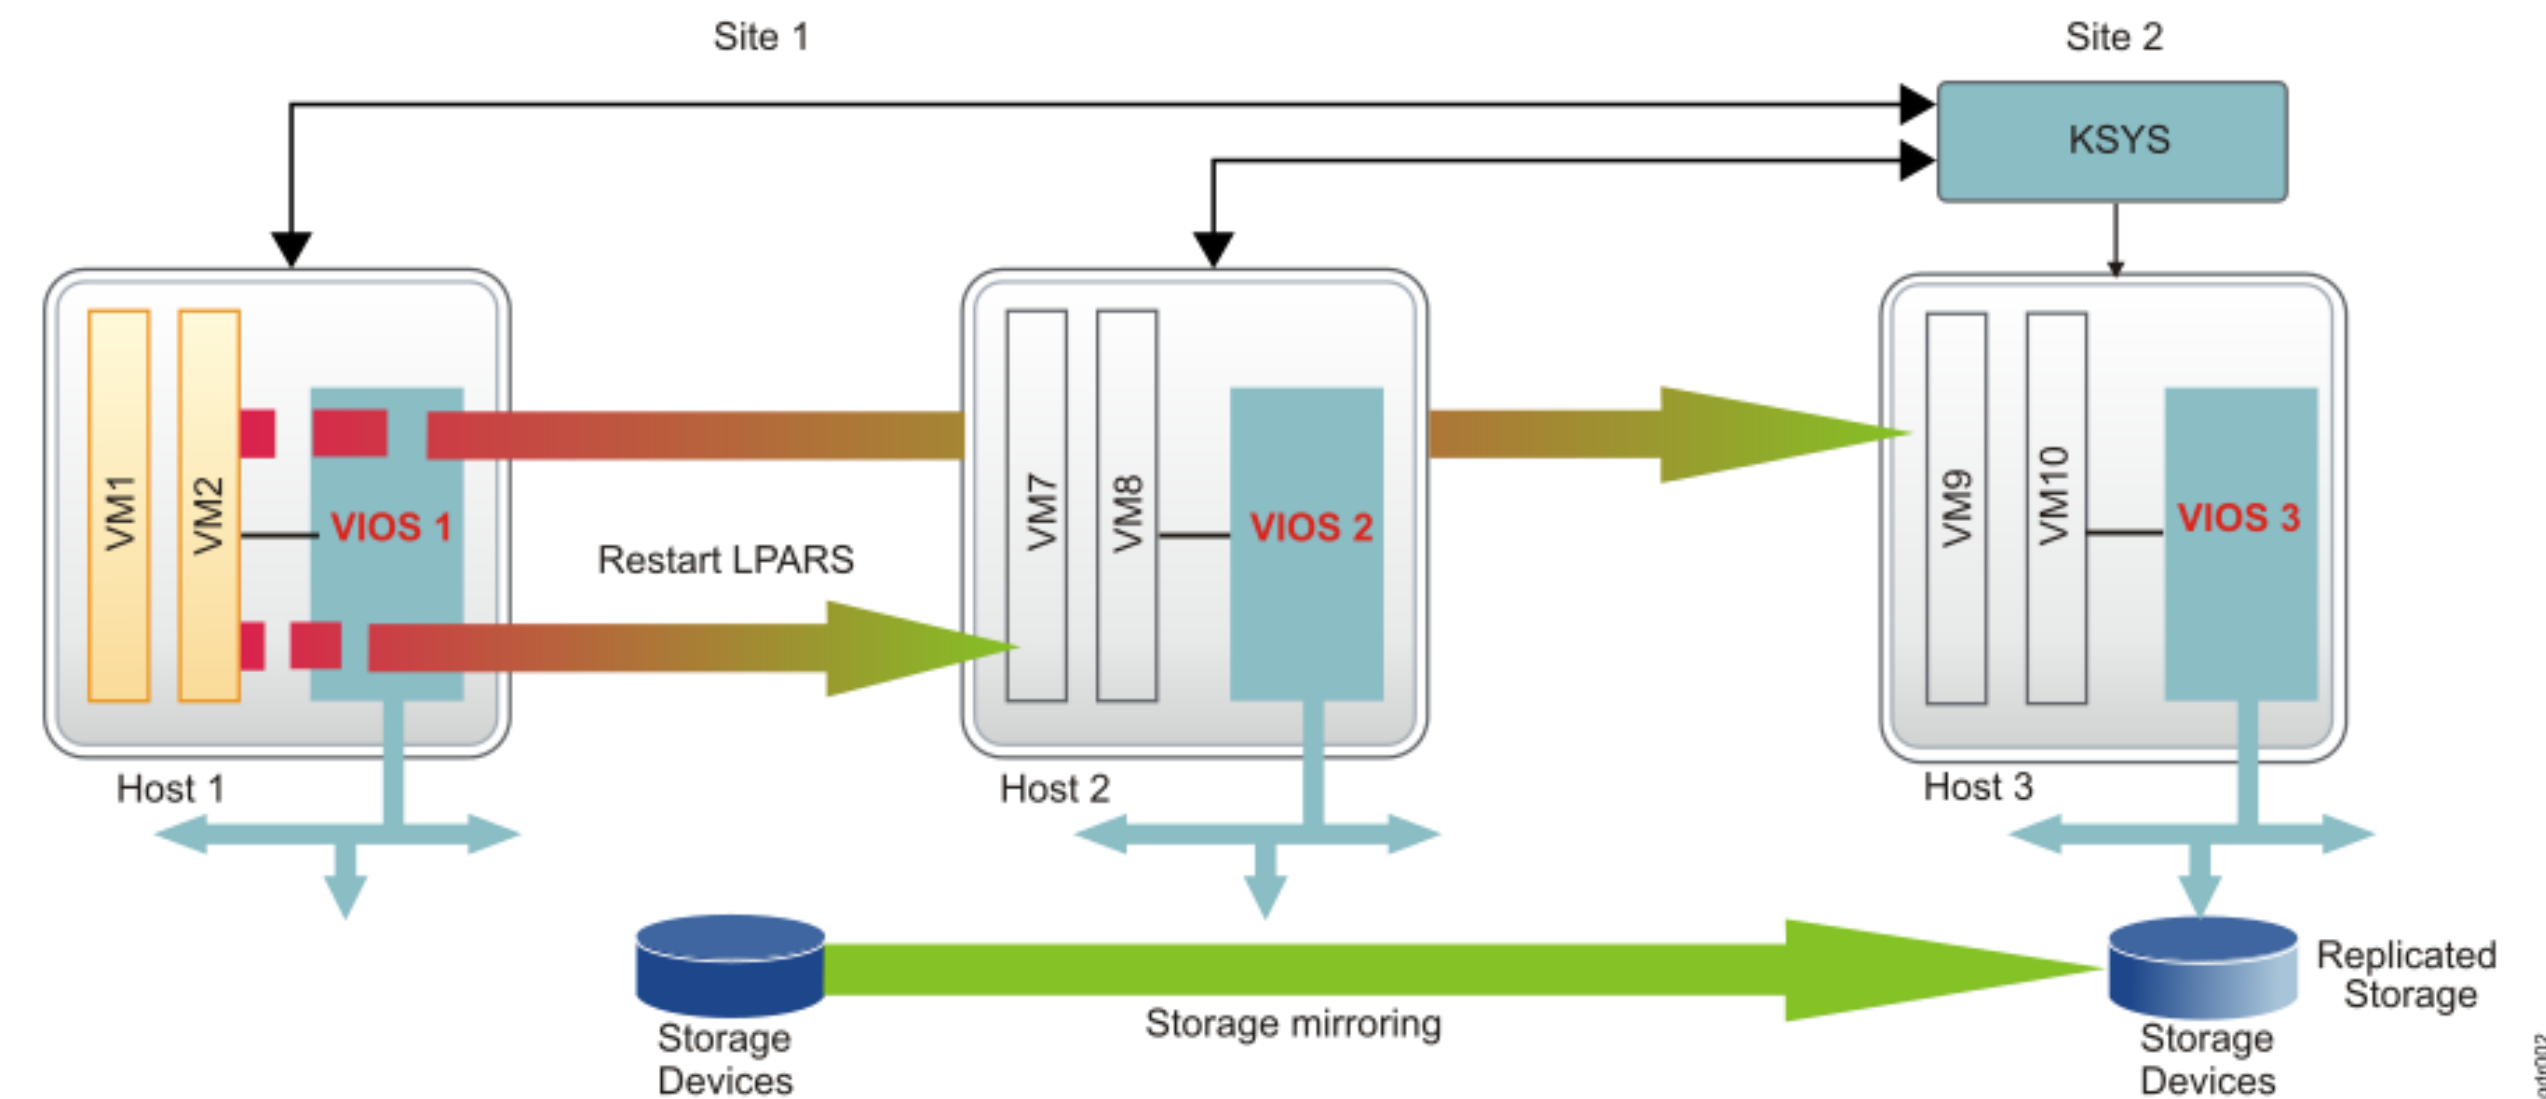 Site 1
Site 2
KSYS
VM1
VM2
VIOS 1
Restart LPARS
VM7
VM8
VIOS 2
VM9
VM10
VIOS 3
Host 1
Host 2
Host 3
Storage
Devices
Storage mirroring
Storage
Devices
Replicated
Storage